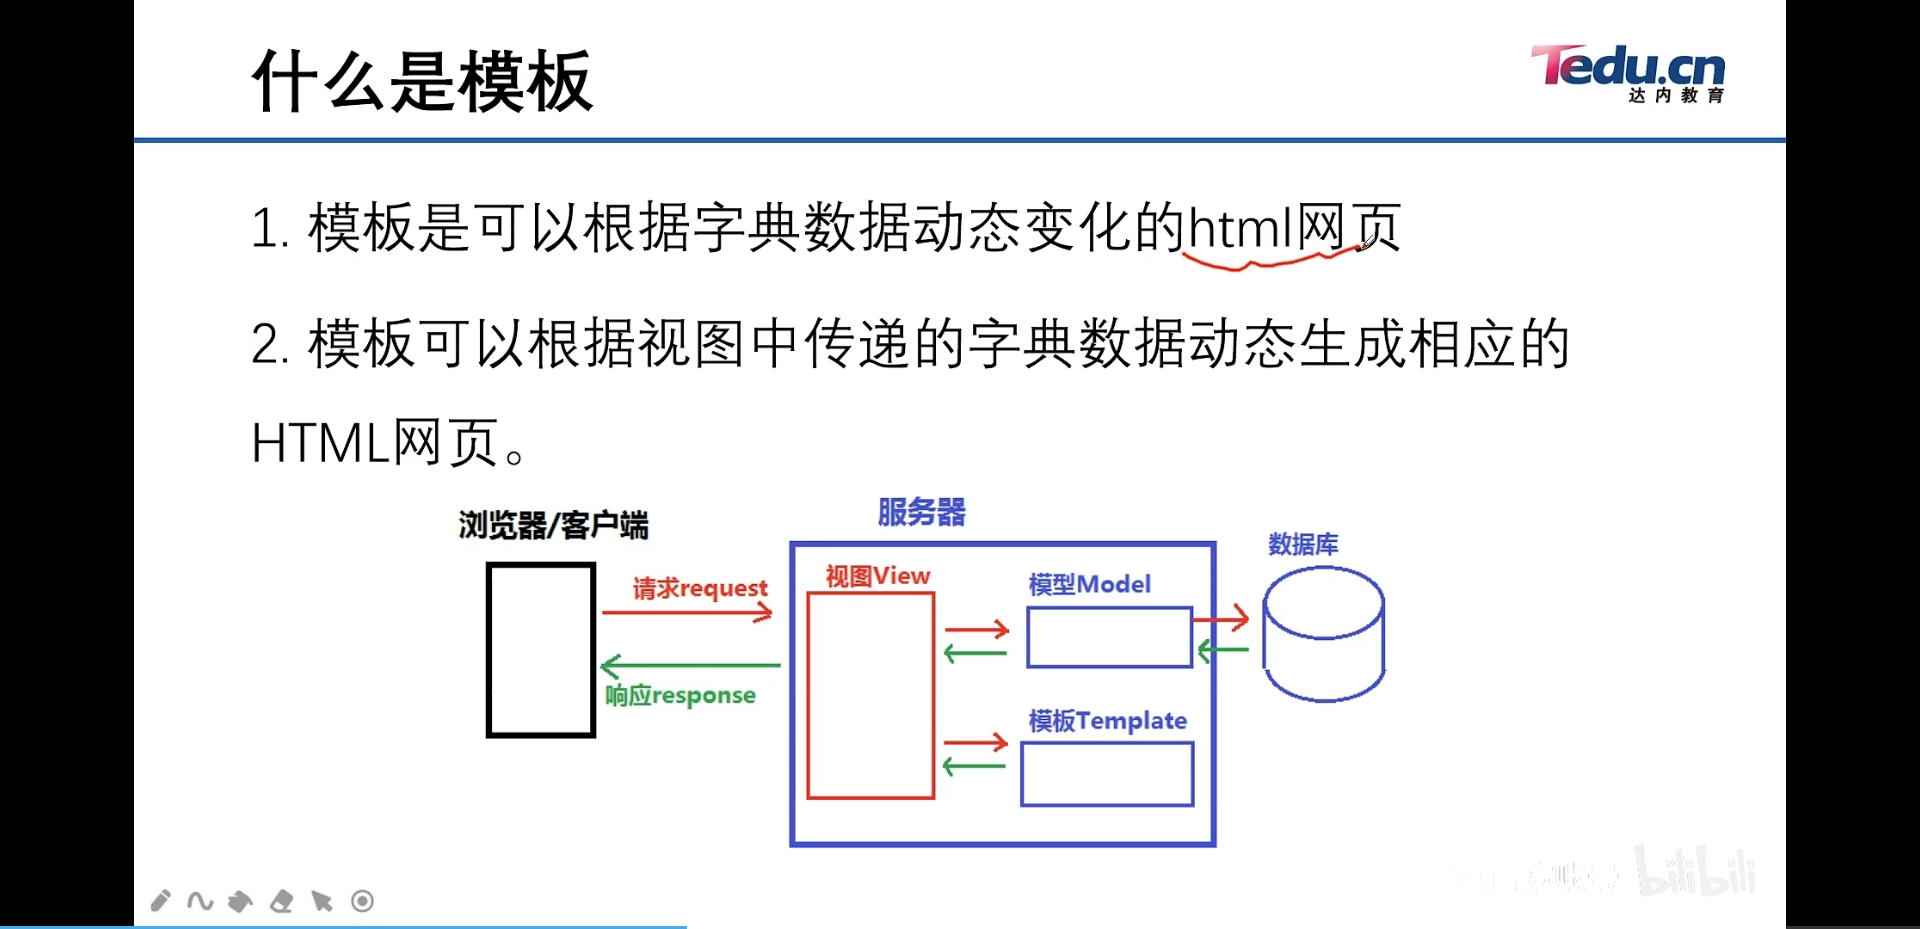 什么是模板
Tedu.cn
达内教育
1. 模板是可以根据字典数据动态变化的html网页
2. 模板可以根据视图中传递的字典数据动态生成相应的
HTML网页。
浏览器/客户端
服务器
数据库
请求request
视图View
模型Model
响应response
模板Template
bilibili